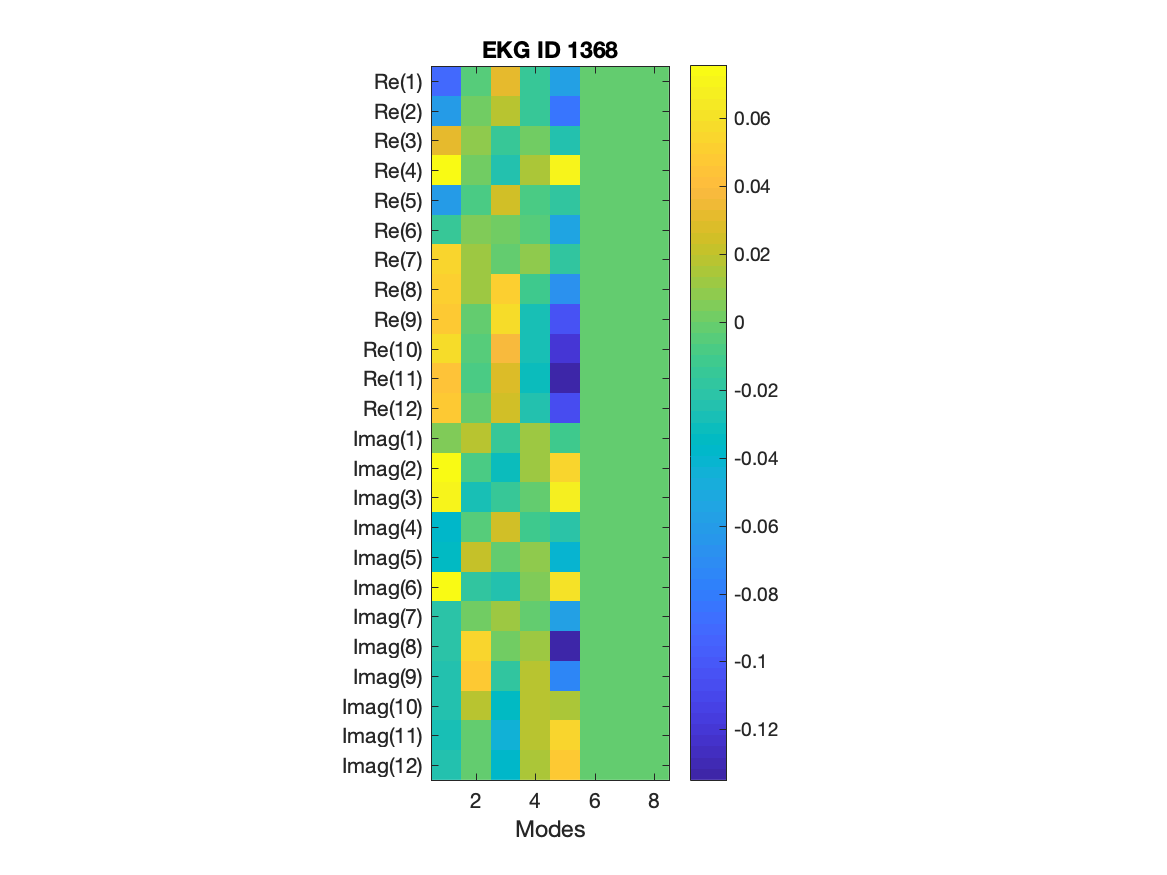 EKG ID 1368
Re(1)
Re(2)
Re(3)
Re(4)
Re(5)
Re(6)
Re(7)
Re(8)
Re(9)
Re(10)
Re(11)
Re(12)
Imag(1)
Imag(2)
Imag(3)
Imag(4)
Imag(5)
Imag(6)
Imag(7)
Imag(8)
Imag(9)
Imag(10)
Imag(11)
Imag(12)
2 4 6 8
Modes
0.06
0.04
0.02
0
-0.02
-0.04
-0.06
-0.08
-0.1
-0.12